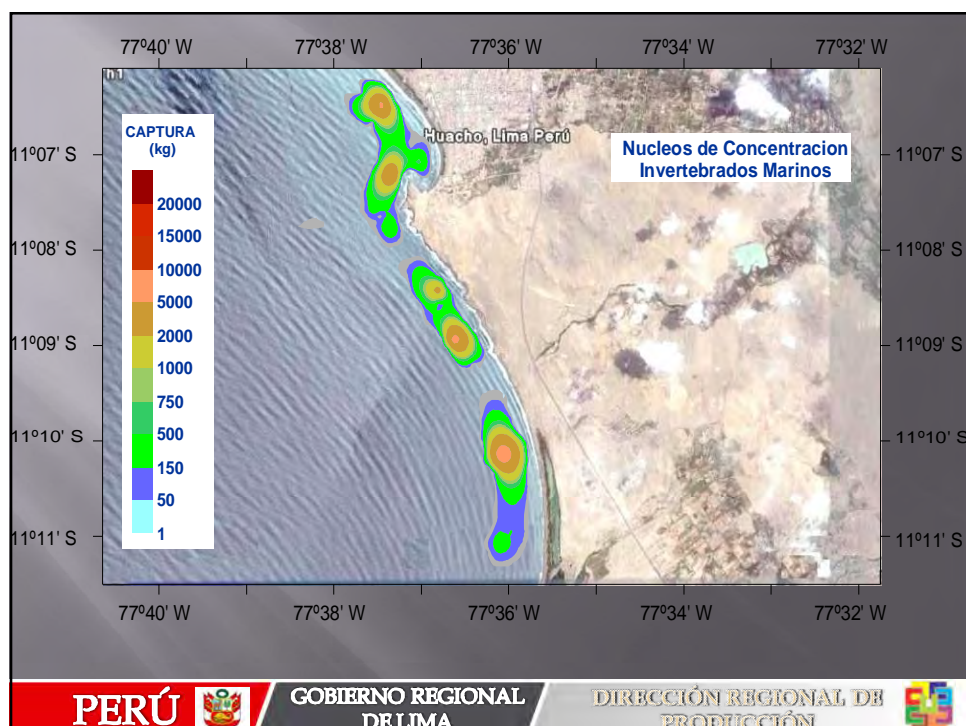 77º40' W 77º38' W 77º36' W 77º34' W 77º32' W
h1
CAPTURA
(kg)
20000
15000
10000
5000
2000
1000
750
500
150
50
1
Huacho, Lima Perú
Nucleos de Concentracion
Invertebrados Marinos
11º07' S 11º07' S
11º08' S 11º08' S
11º09' S 11º09' S
11º10' S 11º10' S
11º11' S 11º11' S
77º40' W 77º38' W 77º36' W 77º34' W 77º32' W
PERÚ
GOBIERNO REGIONAL
DE LIMA
DIRECCIÓN REGIONAL DE
PRODUCCIÓN